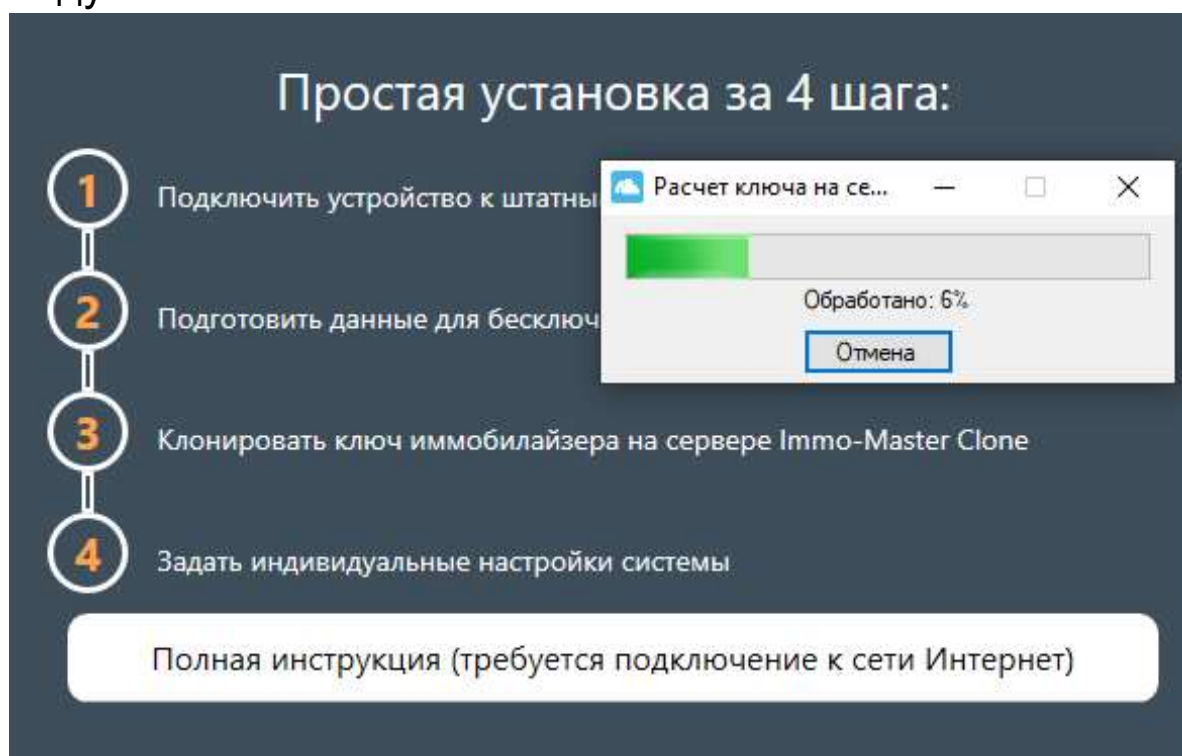 Простая установка за 4 шага:
1 Подключить устройство к штатны
Расчет ключа на се...
Обработано: 6%
Отмена
2 Подготовить данные для бесключ
3 Клонировать ключ иммобилайзера на сервере Immo-Master Clone
4 Задать индивидуальные настройки системы
Полная инструкция (требуется подключение к сети Интернет)